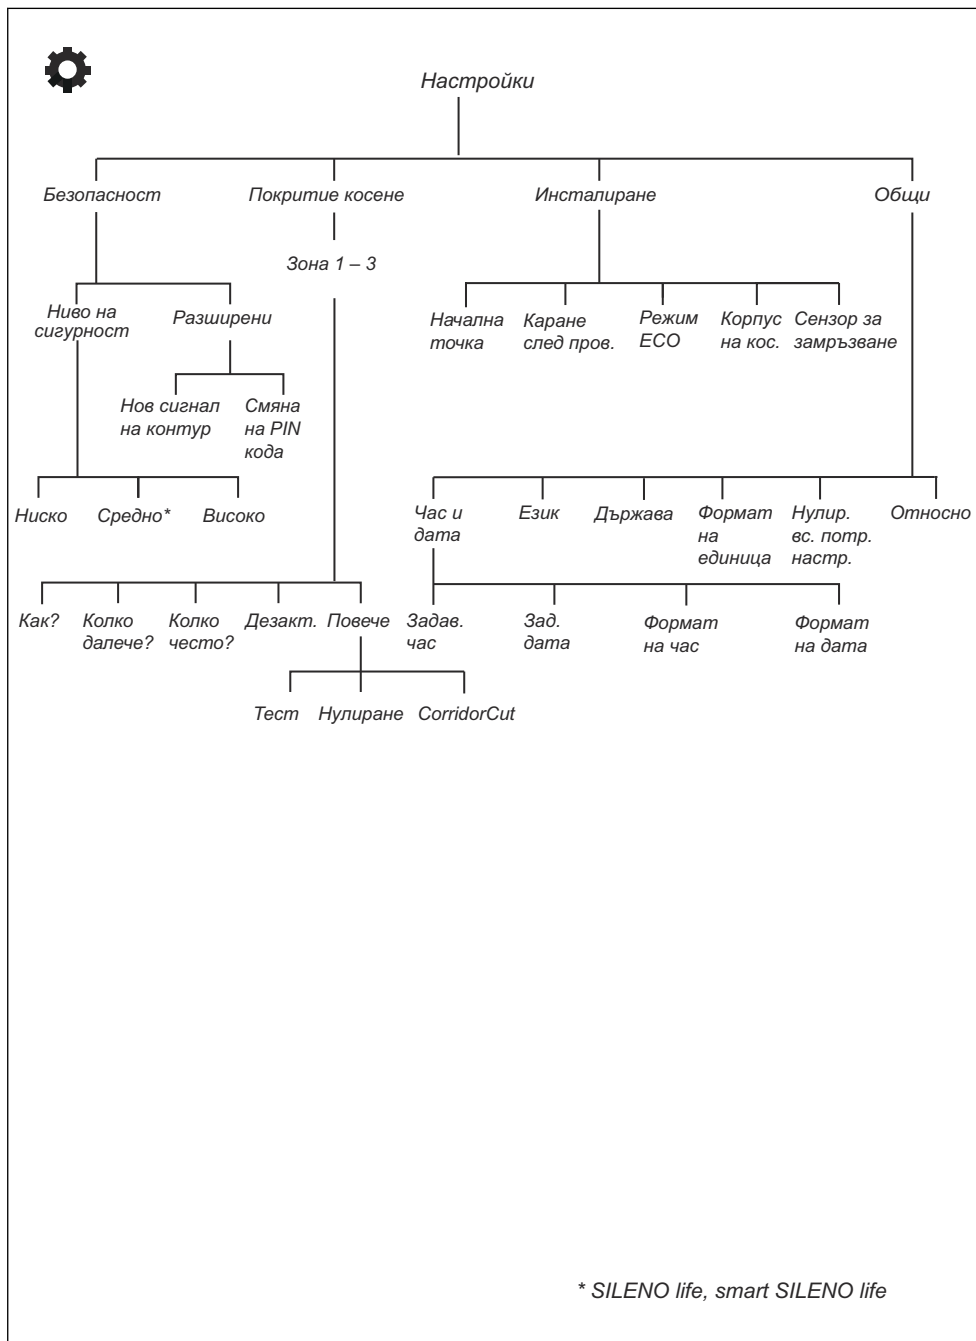 Настройки
Безопасност
Покритие косене
Инсталиране
Общи
Зона 1 – 3
Ниво на
сигурност
Разширени
Начална
точка
Каране
след пров.
Режим
ECO
Корпус
на кос.
Сензор за
замръзване
Нов сигнал
на контур
Смяна
на PIN
кода
Ниско
Средно*
Високо
Час и
дата
Език
Държава
Формат
на
единица
Нулир.
вс. потр.
настр.
Относно
Как?
Колко
далече?
Колко
често?
Дезакт.
Повече
Задав.
час
Зад.
дата
Формат
на час
Формат
на дата
Тест
Нулиране
CorridorCut
* SILENO life, smart SILENO life